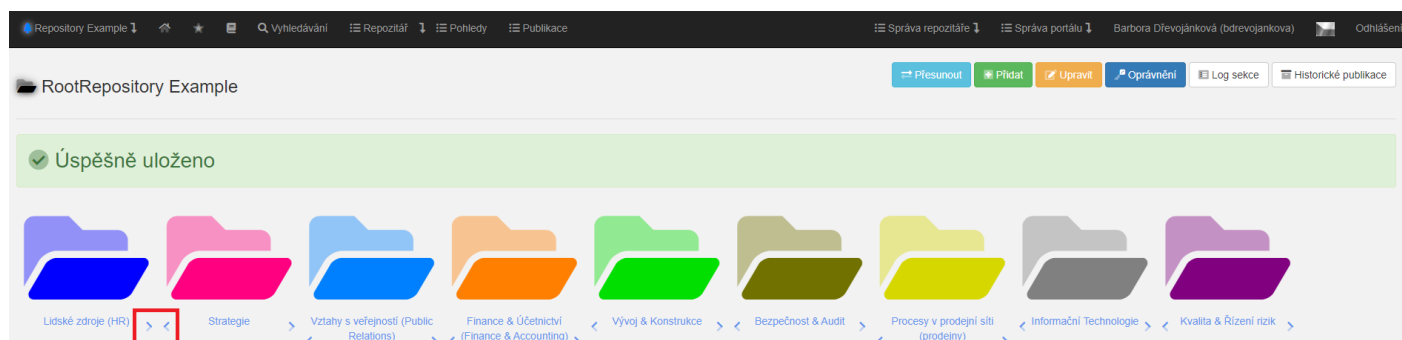 Repository Example
Vyhledávání
Repozitář
Pohledy
Publikace
Správa repozitáře
Správa portálu
Barbora Dřevojánková (bdrevojankova)
Odhlášení
RootRepository Example
Přesunout
Přidat
Upravit
Oprávnění
Log sekce
Historické publikace
Úspěšně uloženo
Lidské zdroje (HR)
Strategie
Vztahy s veřejností (Public
Relations)
Finance & Účetnictví
(Finance & Accounting)
Vývoj & Konstrukce
Bezpečnost & Audit
Procesy v prodejní síti
(prodejny)
Informační Technologie
Kvalita & Řízení rizik